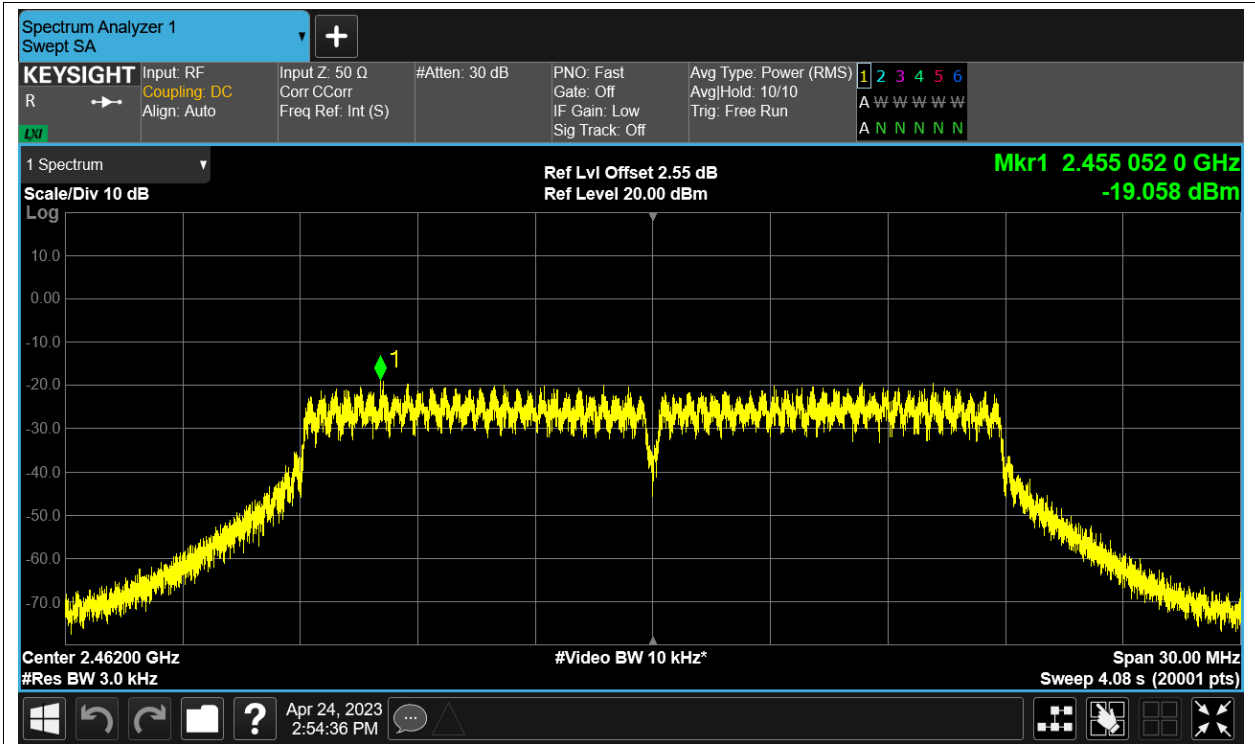 Spectrum Analyzer 1
Swept SA
KEYSIGHT
R
LXI
Input: RF
Coupling: DC
Align: Auto
Input Z: 50 Ω
Corr CCorr
Freq Ref: Int (S)
#Atten: 30 dB
PNO: Fast
Gate: Off
IF Gain: Low
Sig Track: Off
Avg Type: Power (RMS)
Avg|Hold: 10/10
Trig: Free Run
1 2 3 4 5 6
A W W W W W
A N N N N N
1 Spectrum
Scale/Div 10 dB
Log
Ref Lvl Offset 2.55 dB
Ref Level 20.00 dBm
Mkr1 2.455 052 0 GHz
-19.058 dBm
10.0
0.00
-10.0
1
-20.0
-30.0
-40.0
-50.0
-60.0
-70.0
Center 2.46200 GHz
#Video BW 10 kHz*
Span 30.00 MHz
#Res BW 3.0 kHz
Sweep 4.08 s (20001 pts)
?
Apr 24, 2023
2:54:36 PM